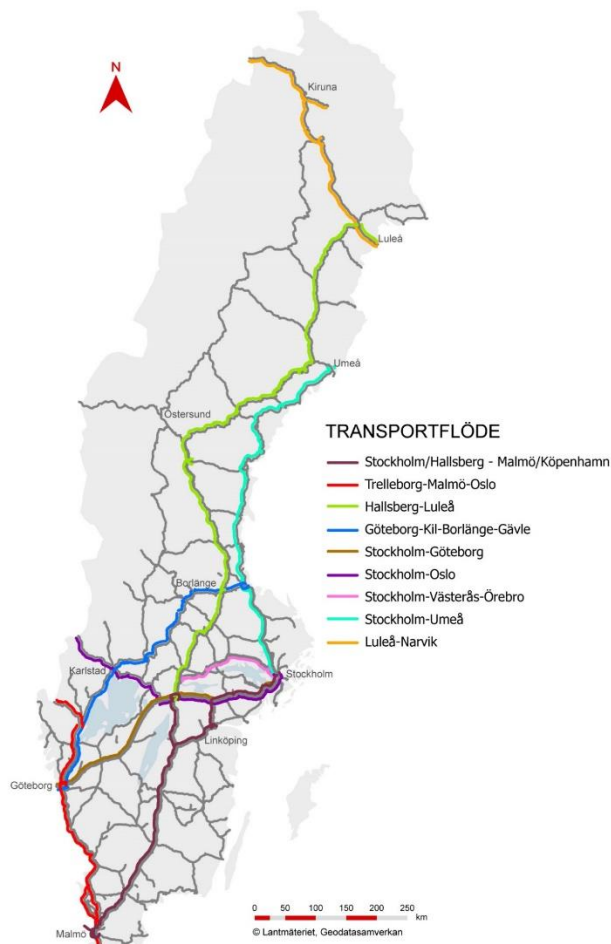 N
Kiruna
Luleå
Umeå
Östersund
TRANSPORTFLÖDE
Stockholm/Hallsberg - Malmö/Köpenhamn
Trelleborg-Malmö-Oslo
Hallsberg-Luleå
Göteborg-Kil-Borlänge-Gävle
Stockholm-Göteborg
Stockholm-Oslo
Stockholm-Västerås-Örebro
Stockholm-Umeå
Luleå-Narvik
Borlänge
Karlstad
Stockholm
Linköping
Göteborg
Malmö
0 50 100 150 200 250
km
© Lantmäteriet, Geodatasamverkan